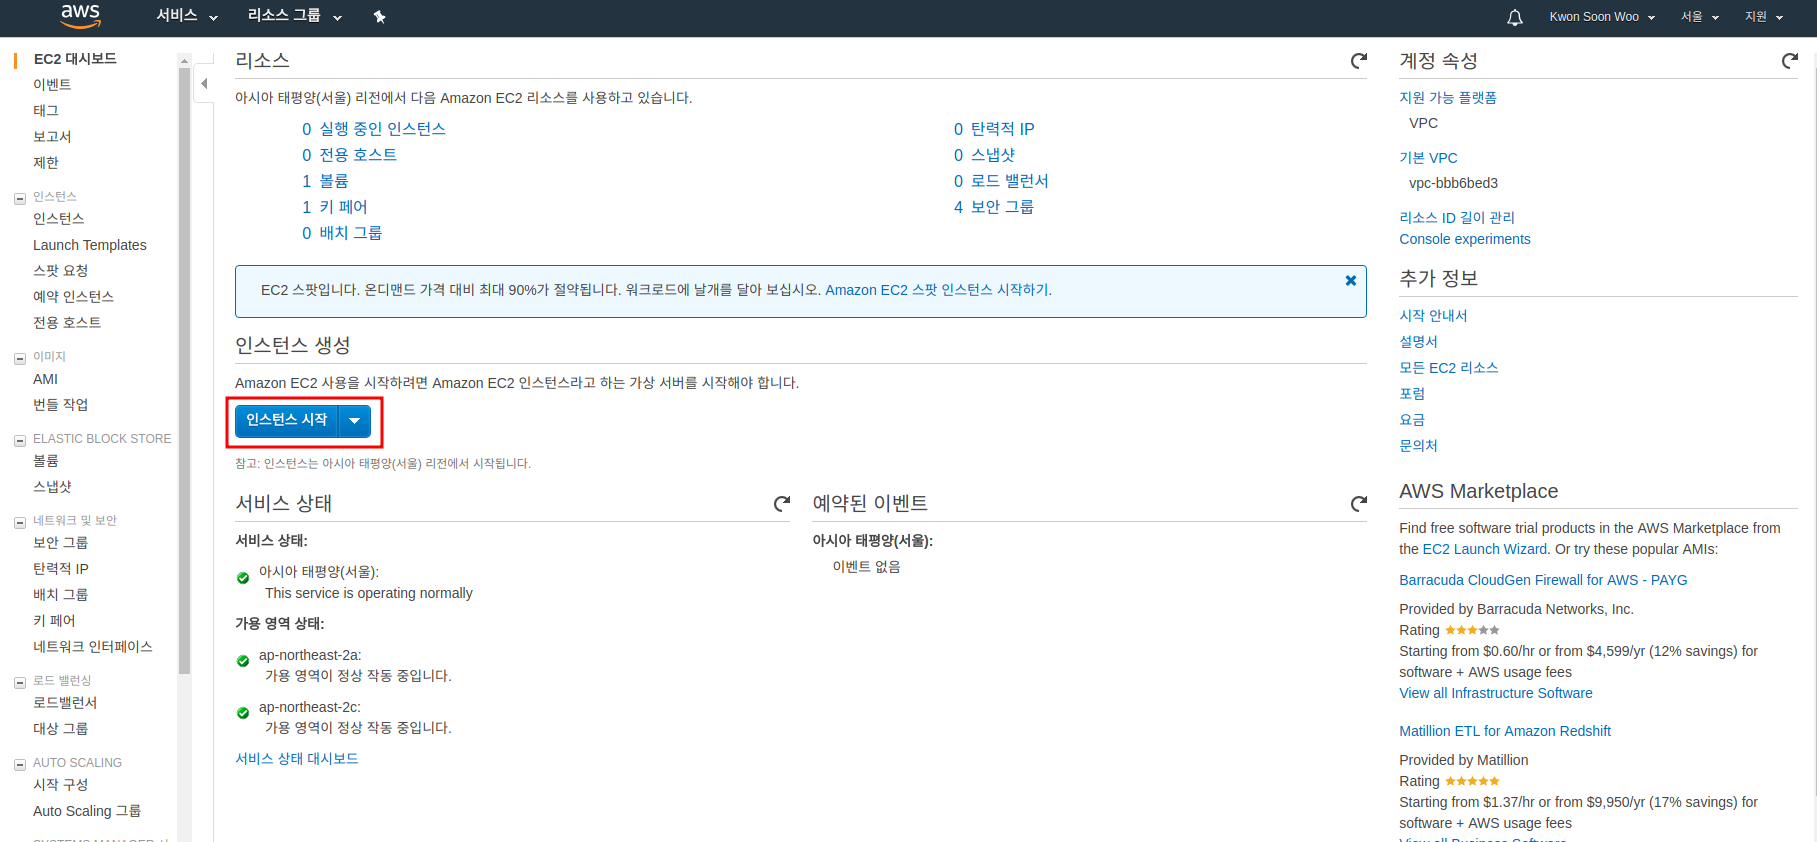 aws 서비스 리소스 그룹 Kwon Soon Woo 서울 지원
EC2 대시보드
이벤트
태그
보고서
제한
인스턴스
인스턴스
Launch Templates
스팟 요청
예약 인스턴스
전용 호스트
이미지
AMI
번들 작업
ELASTIC BLOCK STORE
볼륨
스냅샷
네트워크 및 보안
보안 그룹
탄력적 IP
배치 그룹
키 페어
네트워크 인터페이스
로드 밸런싱
로드밸런서
대상 그룹
AUTO SCALING
시작 구성
Auto Scaling 그룹
리소스
아시아 태평양(서울) 리전에서 다음 Amazon EC2 리소스를 사용하고 있습니다.
0 실행 중인 인스턴스
0 전용 호스트
1 볼륨
1 키 페어
0 배치 그룹
0 탄력적 IP
0 스냅샷
0 로드 밸런서
4 보안 그룹
EC2 스팟입니다. 온디맨드 가격 대비 최대 90%가 절약됩니다. 워크로드에 날개를 달아 보십시오. Amazon EC2 스팟 인스턴스 시작하기.
인스턴스 생성
Amazon EC2 사용을 시작하려면 Amazon EC2 인스턴스라고 하는 가상 서버를 시작해야 합니다.
인스턴스 시작
참고: 인스턴스는 아시아 태평양(서울) 리전에서 시작됩니다.
서비스 상태
서비스 상태:
아시아 태평양(서울):
This service is operating normally
가용 영역 상태:
ap-northeast-2a:
가용 영역이 정상 작동 중입니다.
ap-northeast-2c:
가용 영역이 정상 작동 중입니다.
서비스 상태 대시보드
예약된 이벤트
아시아 태평양(서울):
이벤트 없음
계정 속성
지원 가능 플랫폼
VPC
기본 VPC
vpc-bbb6bed3
리소스 ID 길이 관리
Console experiments
추가 정보
시작 안내서
설명서
모든 EC2 리소스
포럼
요금
문의처
AWS Marketplace
Find free software trial products in the AWS Marketplace from
the EC2 Launch Wizard. Or try these popular AMIs:
Barracuda CloudGen Firewall for AWS - PAYG
Provided by Barracuda Networks, Inc.
Rating
Starting from $0.60/hr or from $4,599/yr (12% savings) for
software + AWS usage fees
View all Infrastructure Software
Matillion ETL for Amazon Redshift
Provided by Matillion
Rating
Starting from $1.37/hr or from $9,950/yr (17% savings) for
software + AWS usage fees